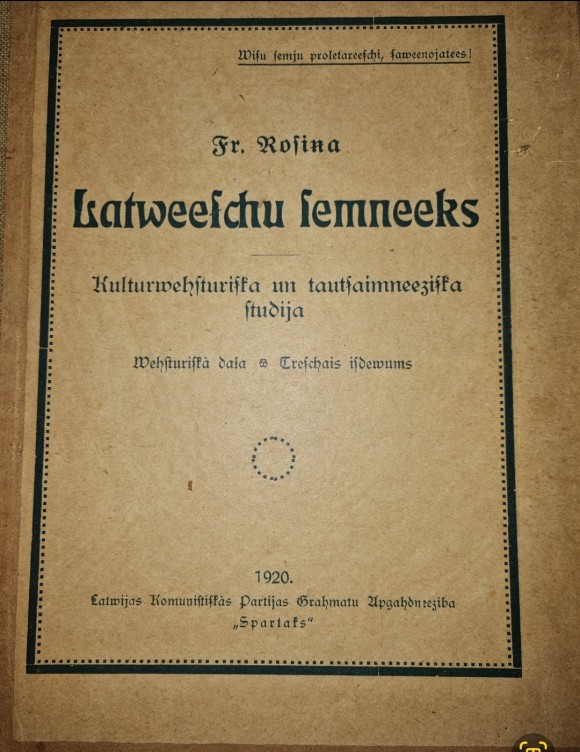 Wiſu ſemju proletareeſchi, ſaweenojatees!
Fr. Roſina
Latweeſchu ſemneeks
Kulturwehſturiſka un tautſaimneeziſka
ſtudija
Wehſturiſkà daļa ⊛ Treſchais iſdewums
1920.
Latwijas Komuniſtiſkàs Partijas Grahmatu Apgahdneeziba
„Spartaks“